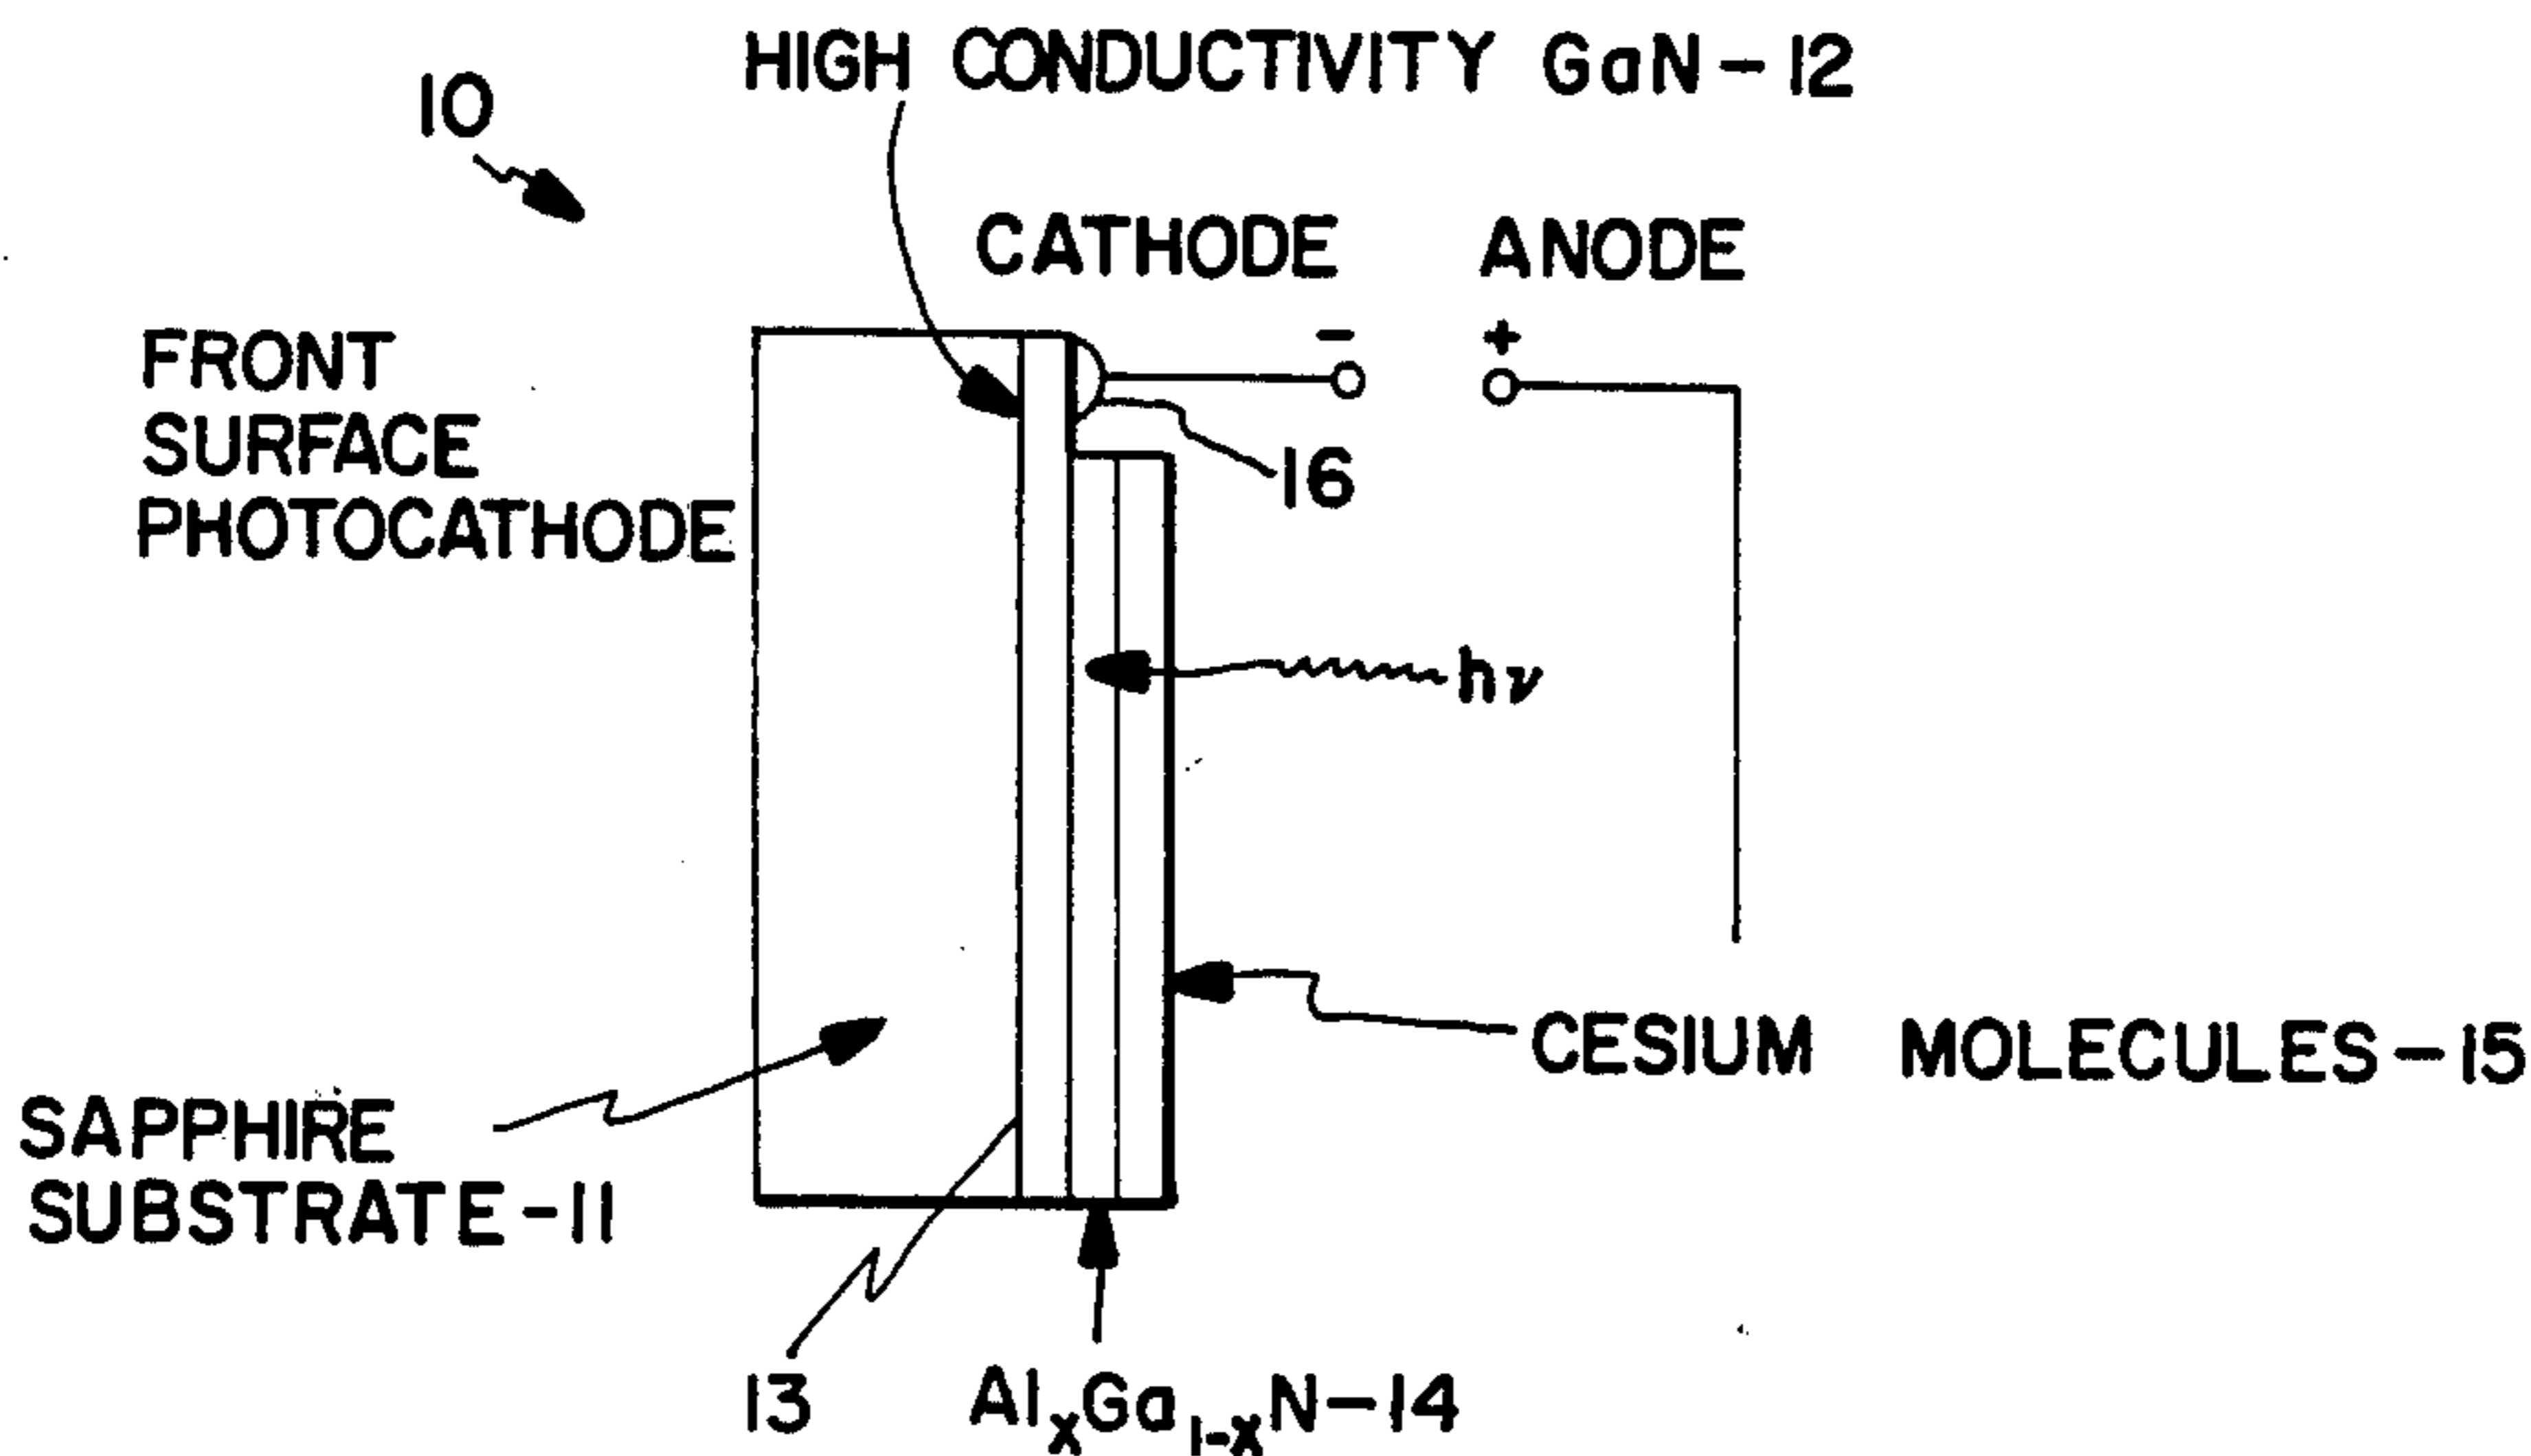 HIGH CONDUCTIVITY GaN-12
10
CATHODE ANODE
- +
FRONT
SURFACE
PHOTOCATHODE
16
hν
CESIUM MOLECULES-15
SAPPHIRE
SUBSTRATE-11
13
AlxGa1-xN-14